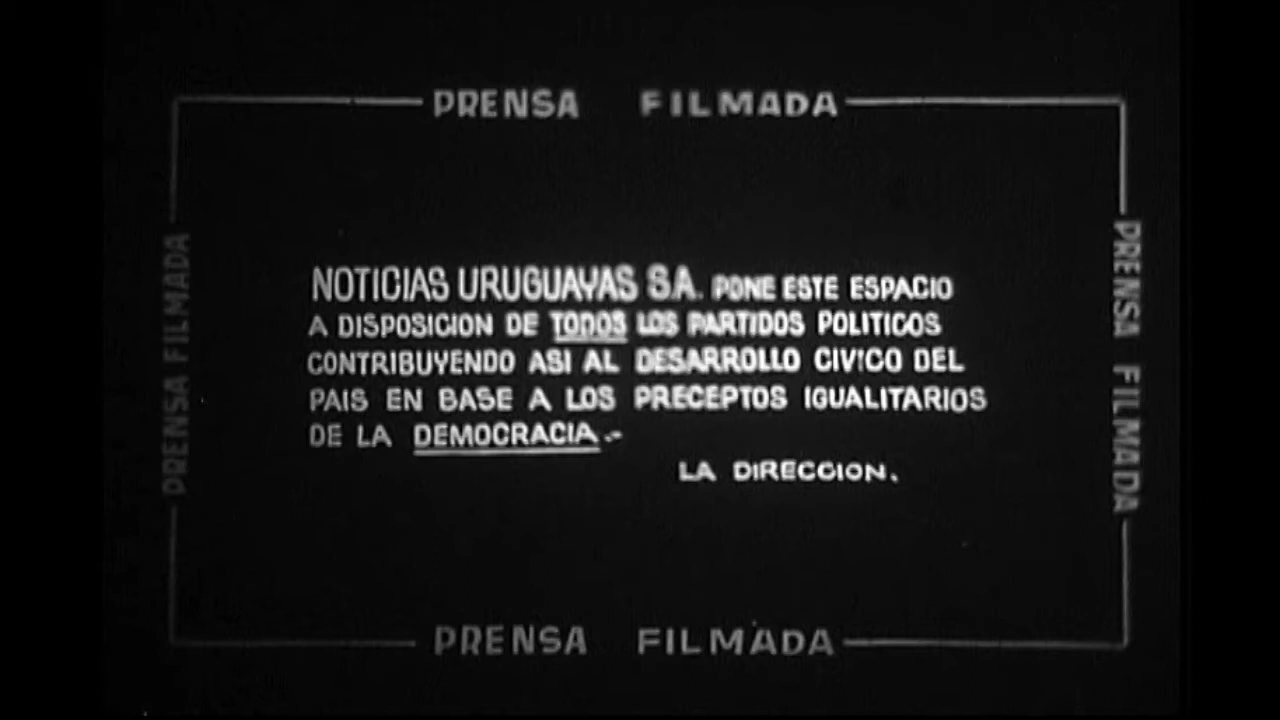 PRENSA FILMADA
PRENSA FILMADA
NOTICIAS URUGUAYAS S.A. PONE ESTE ESPACIO
A DISPOSICION DE TODOS LOS PARTIDOS POLITICOS
CONTRIBUYENDO ASI AL DESARROLLO CIVICO DEL
PAIS EN BASE A LOS PRECEPTOS IGUALITARIOS
DE LA DEMOCRACIA.-
LA DIRECCION.
PRENSA FILMADA
PRENSA FILMADA